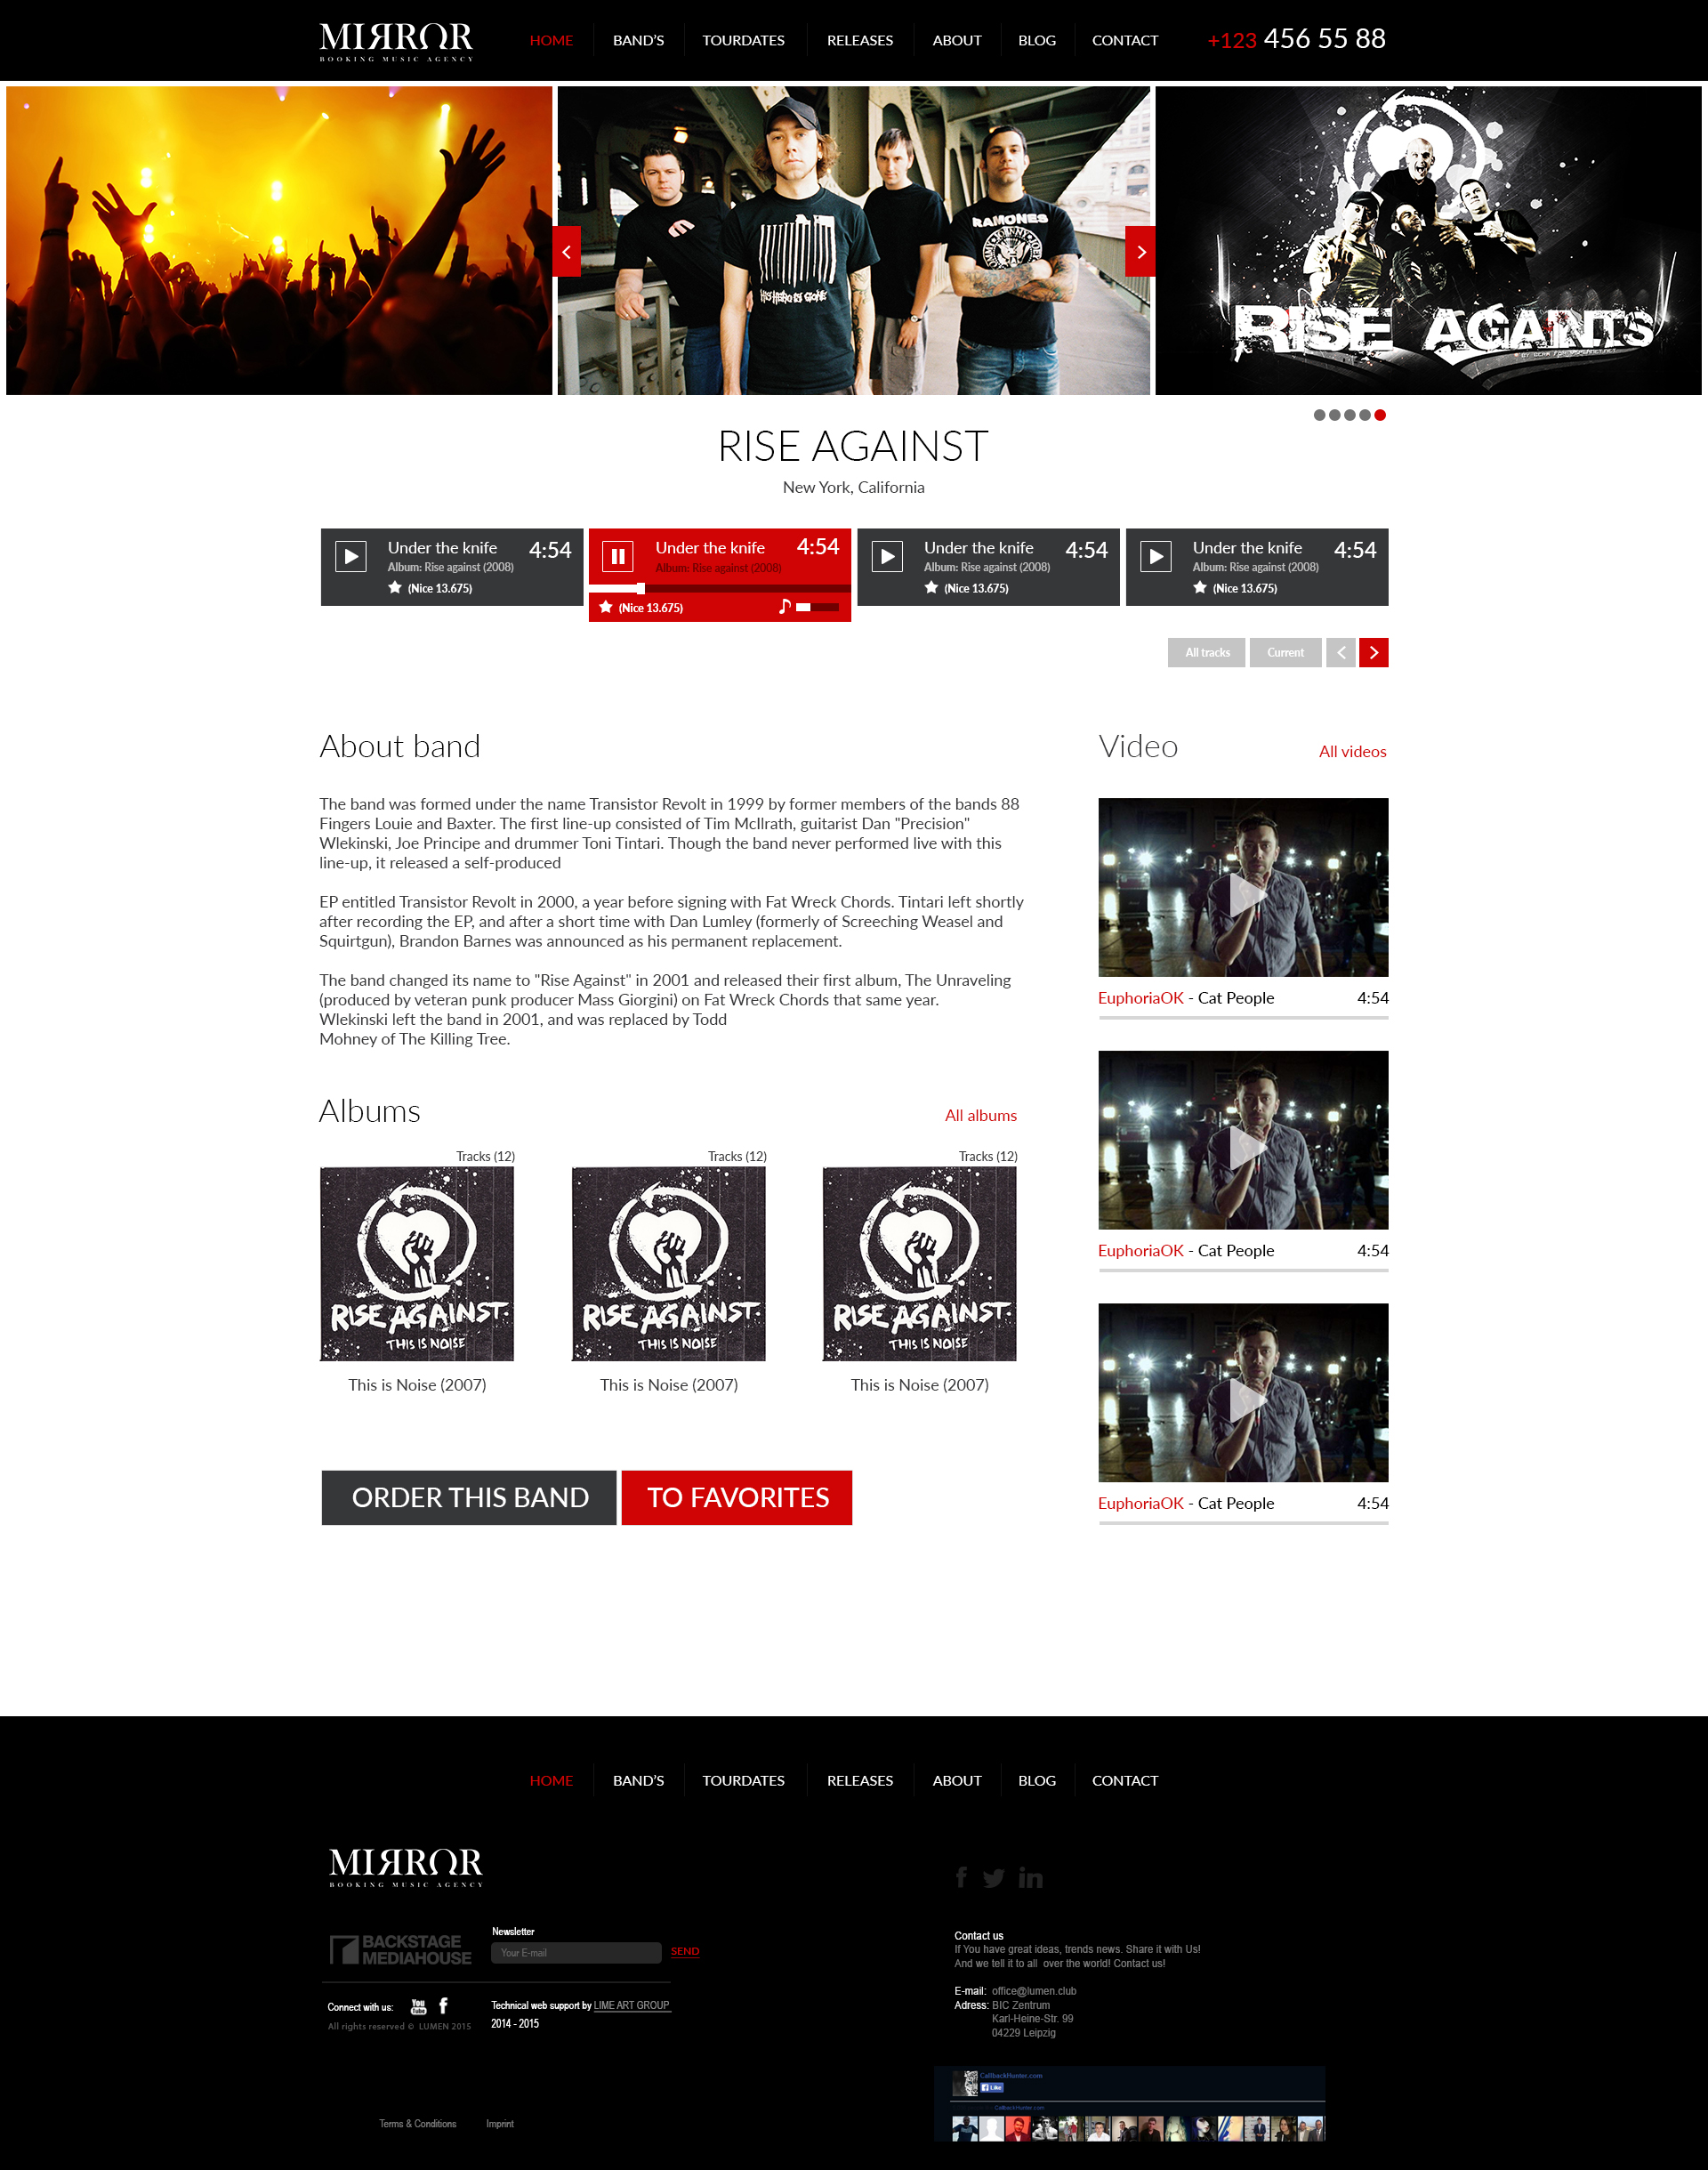 MIRROR
BOOKING MUSIC AGENCY
HOME BAND'S TOURDATES RELEASES ABOUT BLOG CONTACT
+123 456 55 88
RAMONES
RISE AGAINTS
RISE AGAINST
New York, California
Under the knife 4:54
Album: Rise against (2008)
(Nice 13.675)
Under the knife 4:54
Album: Rise against (2008)
(Nice 13.675)
Under the knife 4:54
Album: Rise against (2008)
(Nice 13.675)
Under the knife 4:54
Album: Rise against (2008)
(Nice 13.675)
All tracks Current
About band
The band was formed under the name Transistor Revolt in 1999 by former members of the bands 88
Fingers Louie and Baxter. The first line-up consisted of Tim McIlrath, guitarist Dan "Precision"
Wlekinski, Joe Principe and drummer Toni Tintari. Though the band never performed live with this
line-up, it released a self-produced
EP entitled Transistor Revolt in 2000, a year before signing with Fat Wreck Chords. Tintari left shortly
after recording the EP, and after a short time with Dan Lumley (formerly of Screeching Weasel and
Squirtgun), Brandon Barnes was announced as his permanent replacement.
The band changed its name to "Rise Against" in 2001 and released their first album, The Unraveling
(produced by veteran punk producer Mass Giorgini) on Fat Wreck Chords that same year.
Wlekinski left the band in 2001, and was replaced by Todd
Mohney of The Killing Tree.
Albums
All albums
Tracks (12)
RISE AGAINST
THIS IS NOISE
This is Noise (2007)
Tracks (12)
RISE AGAINST
THIS IS NOISE
This is Noise (2007)
Tracks (12)
RISE AGAINST
THIS IS NOISE
This is Noise (2007)
ORDER THIS BAND
TO FAVORITES
Video
All videos
EuphoriaOK - Cat People 4:54
EuphoriaOK - Cat People 4:54
EuphoriaOK - Cat People 4:54
HOME BAND'S TOURDATES RELEASES ABOUT BLOG CONTACT
MIRROR
BOOKING MUSIC AGENCY
BACKSTAGE
MEDIAHOUSE
Newsletter
Your E-mail
SEND
Connect with us:
You Tube
All rights reserved © LUMEN 2015
Technical web support by LIME ART GROUP
2014 - 2015
Terms & Conditions Imprint
Contact us
If You have great ideas, trends news. Share it with Us!
And we tell it to all over the world! Contact us!
E-mail: office@lumen.club
Adress: BIC Zentrum
Karl-Heine-Str. 99
04229 Leipzig
CallbackHunter.com
Like
CallbackHunter.com